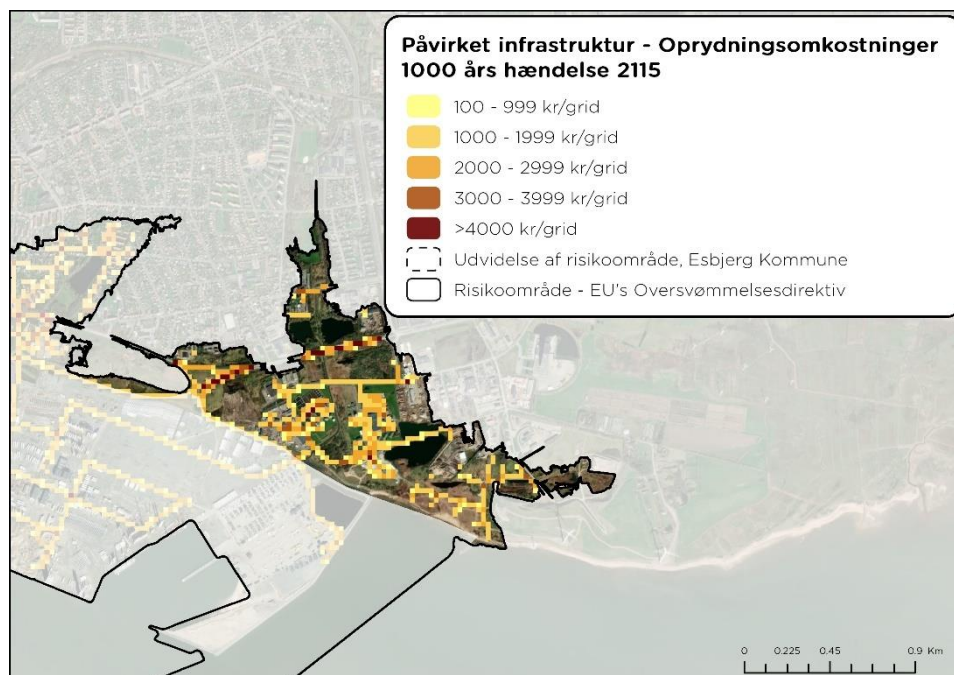 Påvirket infrastruktur - Oprydningsomkostninger
1000 års hændelse 2115
100 - 999 kr/grid
1000 - 1999 kr/grid
2000 - 2999 kr/grid
3000 - 3999 kr/grid
>4000 kr/grid
Udvidelse af risikoområde, Esbjerg Kommune
Risikoområde - EU's Oversvømmelsesdirektiv
0 0.225 0.45 0.9 Km